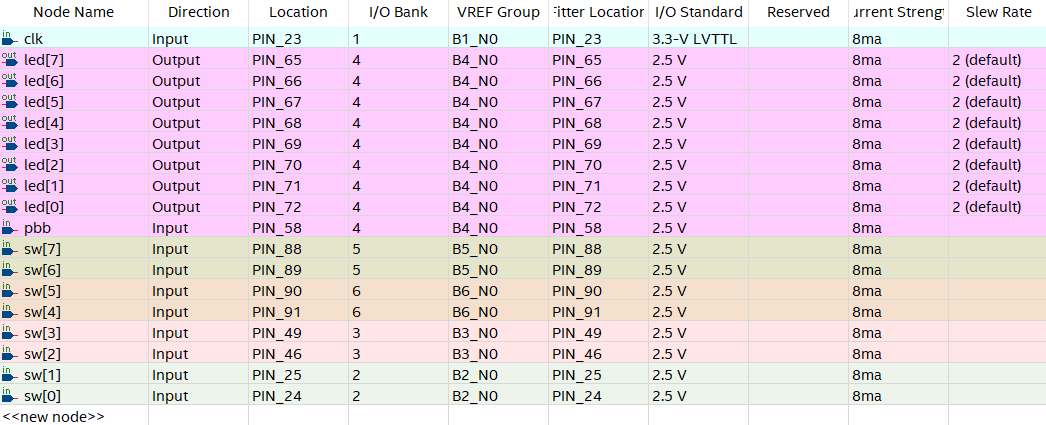 Node Name Direction Location I/O Bank VREF Group Fitter Location I/O Standard Reserved urrent Strengt Slew Rate
in clk Input PIN_23 1 B1_N0 PIN_23 3.3-V LVTTL 8ma
out led[7] Output PIN_65 4 B4_N0 PIN_65 2.5 V 8ma 2 (default)
out led[6] Output PIN_66 4 B4_N0 PIN_66 2.5 V 8ma 2 (default)
out led[5] Output PIN_67 4 B4_N0 PIN_67 2.5 V 8ma 2 (default)
out led[4] Output PIN_68 4 B4_N0 PIN_68 2.5 V 8ma 2 (default)
out led[3] Output PIN_69 4 B4_N0 PIN_69 2.5 V 8ma 2 (default)
out led[2] Output PIN_70 4 B4_N0 PIN_70 2.5 V 8ma 2 (default)
out led[1] Output PIN_71 4 B4_N0 PIN_71 2.5 V 8ma 2 (default)
out led[0] Output PIN_72 4 B4_N0 PIN_72 2.5 V 8ma 2 (default)
in pbb Input PIN_58 4 B4_N0 PIN_58 2.5 V 8ma
in sw[7] Input PIN_88 5 B5_N0 PIN_88 2.5 V 8ma
in sw[6] Input PIN_89 5 B5_N0 PIN_89 2.5 V 8ma
in sw[5] Input PIN_90 6 B6_N0 PIN_90 2.5 V 8ma
in sw[4] Input PIN_91 6 B6_N0 PIN_91 2.5 V 8ma
in sw[3] Input PIN_49 3 B3_N0 PIN_49 2.5 V 8ma
in sw[2] Input PIN_46 3 B3_N0 PIN_46 2.5 V 8ma
in sw[1] Input PIN_25 2 B2_N0 PIN_25 2.5 V 8ma
in sw[0] Input PIN_24 2 B2_N0 PIN_24 2.5 V 8ma
<<new node>>